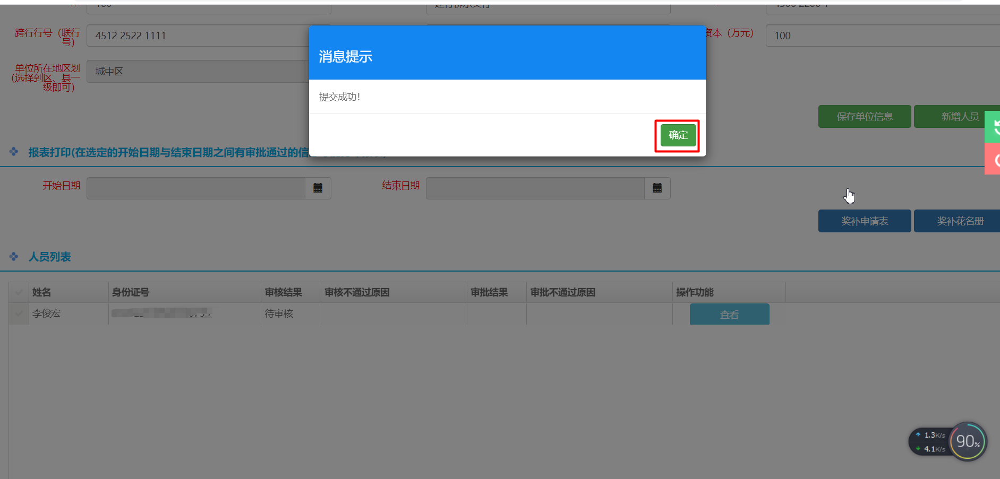 跨行行号（联行号）
4512 2522 1111
资本（万元）
100
单位所在地区划(选择到区、县一级即可)
城中区
消息提示
提交成功!
确定
保存单位信息
新增人员
报表打印(在选定的开始日期与结束日期之间有审批通过的信
开始日期
结束日期
奖补申请表
奖补花名册
人员列表
姓名 身份证号 审核结果 审核不通过原因 审批结果 审批不通过原因 操作功能
李俊宏 待审核 查看
1.3K/s
4.1K/s
90%